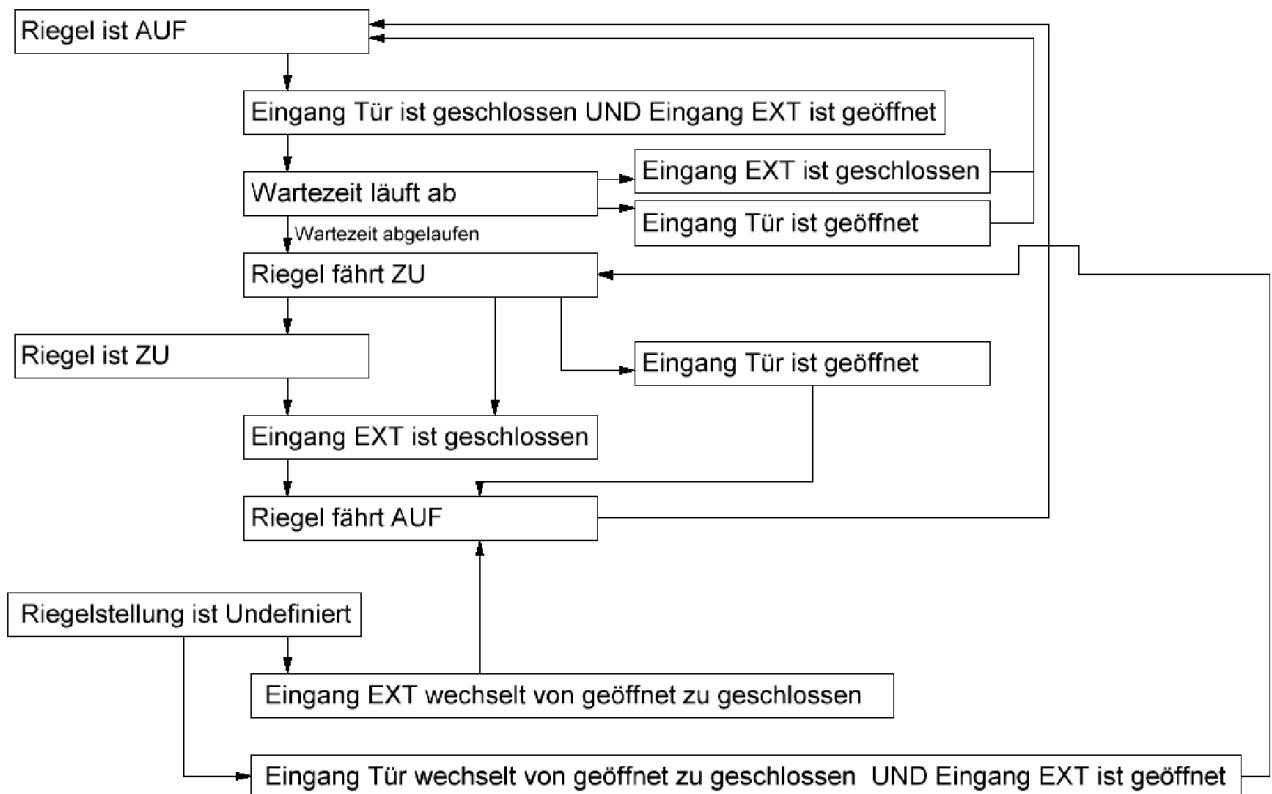 Riegel ist AUF
Eingang Tür ist geschlossen UND Eingang EXT ist geöffnet
Eingang EXT ist geschlossen
Wartezeit läuft ab
Eingang Tür ist geöffnet
Wartezeit abgelaufen
Riegel fährt ZU
Riegel ist ZU
Eingang Tür ist geöffnet
Eingang EXT ist geschlossen
Riegel fährt AUF
Riegelstellung ist Undefiniert
Eingang EXT wechselt von geöffnet zu geschlossen
Eingang Tür wechselt von geöffnet zu geschlossen UND Eingang EXT ist geöffnet